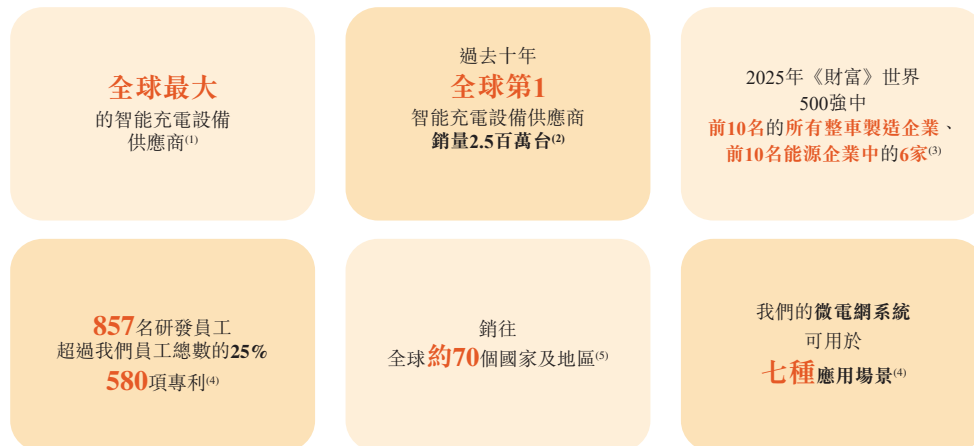 全球最大
的智能充電設備
供應商(1)
過去十年
全球第1
智能充電設備供應商
銷量2.5百萬台(2)
2025年《財富》世界
500強中
前10名的所有整車製造企業、
前10名能源企業中的6家(3)
857名研發員工
超過我們員工總數的25%
580項專利(4)
銷往
全球約70個國家及地區(5)
我們的微電網系統
可用於
七種應用場景(4)